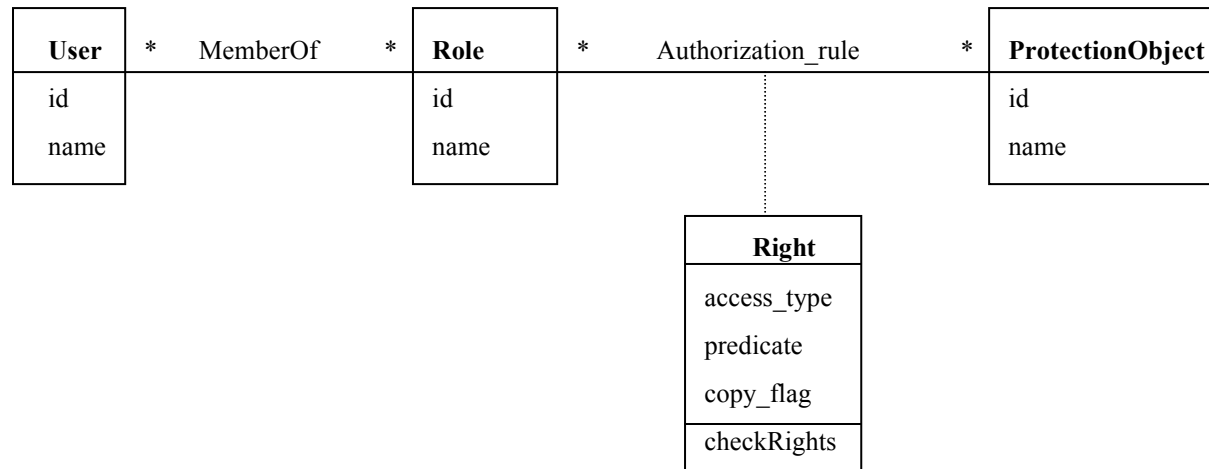 User * MemberOf * Role * Authorization_rule * ProtectionObject
id id id
name name name
Right
access_type
predicate
copy_flag
checkRights